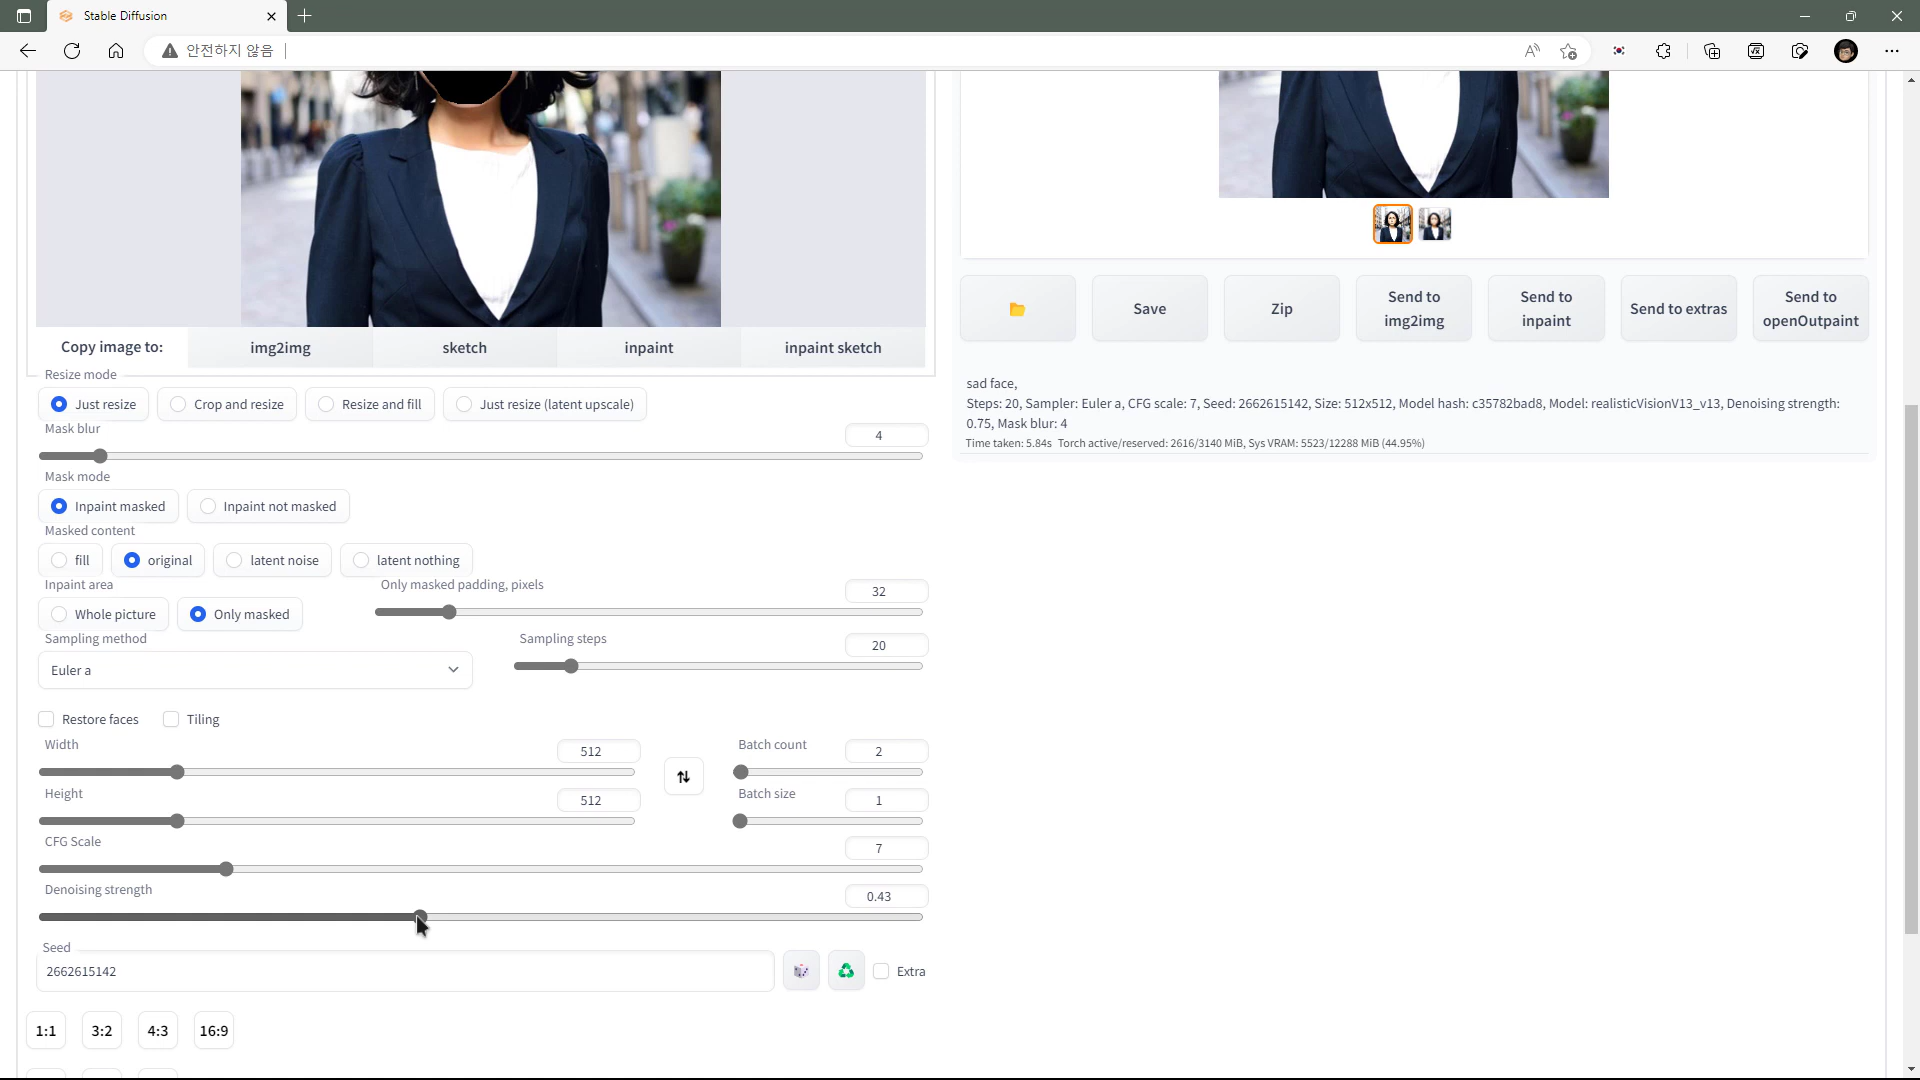 Stable Diffusion
안전하지 않음
Copy image to: img2img sketch inpaint inpaint sketch
Resize mode
Just resize Crop and resize Resize and fill Just resize (latent upscale)
Mask blur 4
Mask mode
Inpaint masked Inpaint not masked
Masked content
fill original latent noise latent nothing
Inpaint area Only masked padding, pixels 32
Whole picture Only masked
Sampling method Sampling steps 20
Euler a
Restore faces Tiling
Width 512 Batch count 2
Height 512 Batch size 1
CFG Scale 7
Denoising strength 0.43
Seed
2662615142 Extra
1:1 3:2 4:3 16:9
Save Zip Send to img2img Send to inpaint Send to extras Send to openOutpaint
sad face,
Steps: 20, Sampler: Euler a, CFG scale: 7, Seed: 2662615142, Size: 512x512, Model hash: c35782bad8, Model: realisticVisionV13_v13, Denoising strength:
0.75, Mask blur: 4
Time taken: 5.84s Torch active/reserved: 2616/3140 MiB, Sys VRAM: 5523/12288 MiB (44.95%)